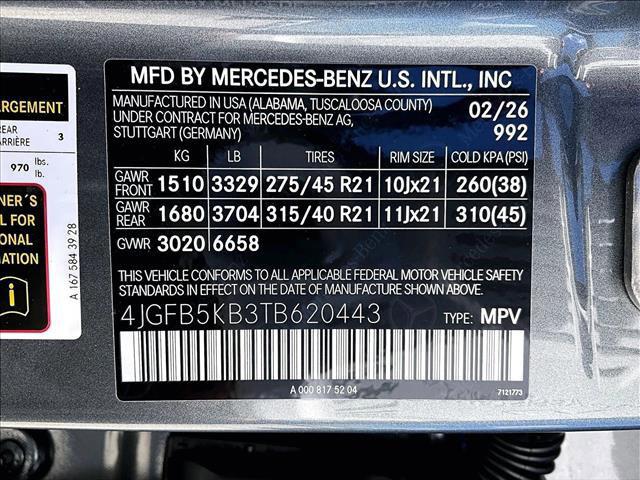 MFD BY MERCEDES-BENZ U.S. INTL., INC
MANUFACTURED IN USA (ALABAMA, TUSCALOOSA COUNTY)
UNDER CONTRACT FOR MERCEDES-BENZ AG,
STUTTGART (GERMANY)
02/26
992
KG LB TIRES RIM SIZE COLD KPA (PSI)
GAWR FRONT 1510 3329 275/45 R21 10Jx21 260(38)
GAWR REAR 1680 3704 315/40 R21 11Jx21 310(45)
GVWR 3020 6658
THIS VEHICLE CONFORMS TO ALL APPLICABLE FEDERAL MOTOR VEHICLE SAFETY
STANDARDS IN EFFECT ON THE DATE OF MANUFACTURE SHOWN ABOVE.
4JGFB5KB3TB620443
TYPE: MPV
A 000 817 52 04
7121773
ARGEMENT
REAR
ARRIÈRE
3
970 lbs.
lb.
NER´S
L FOR
ONAL
MATION
A 167 584 39 28